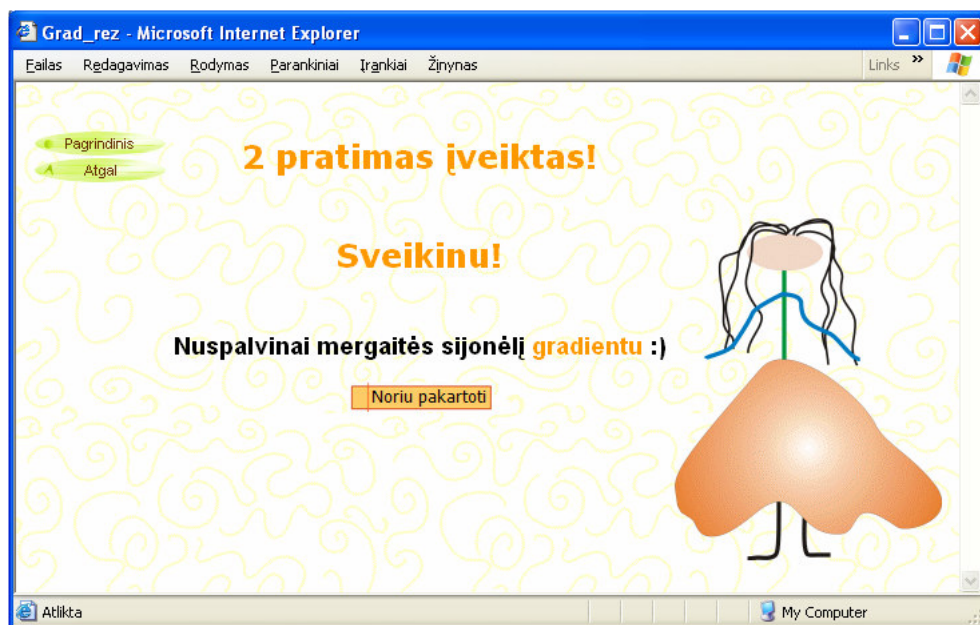 Grad_rez - Microsoft Internet Explorer
Failas Redagavimas Rodymas Parankiniai Įrankiai Žinynas Links »
Pagrindinis
Atgal
2 pratimas įveiktas!
Sveikinu!
Nuspalvinai mergaitės sijonėlį gradientu :)
Noriu pakartoti
Atlikta My Computer